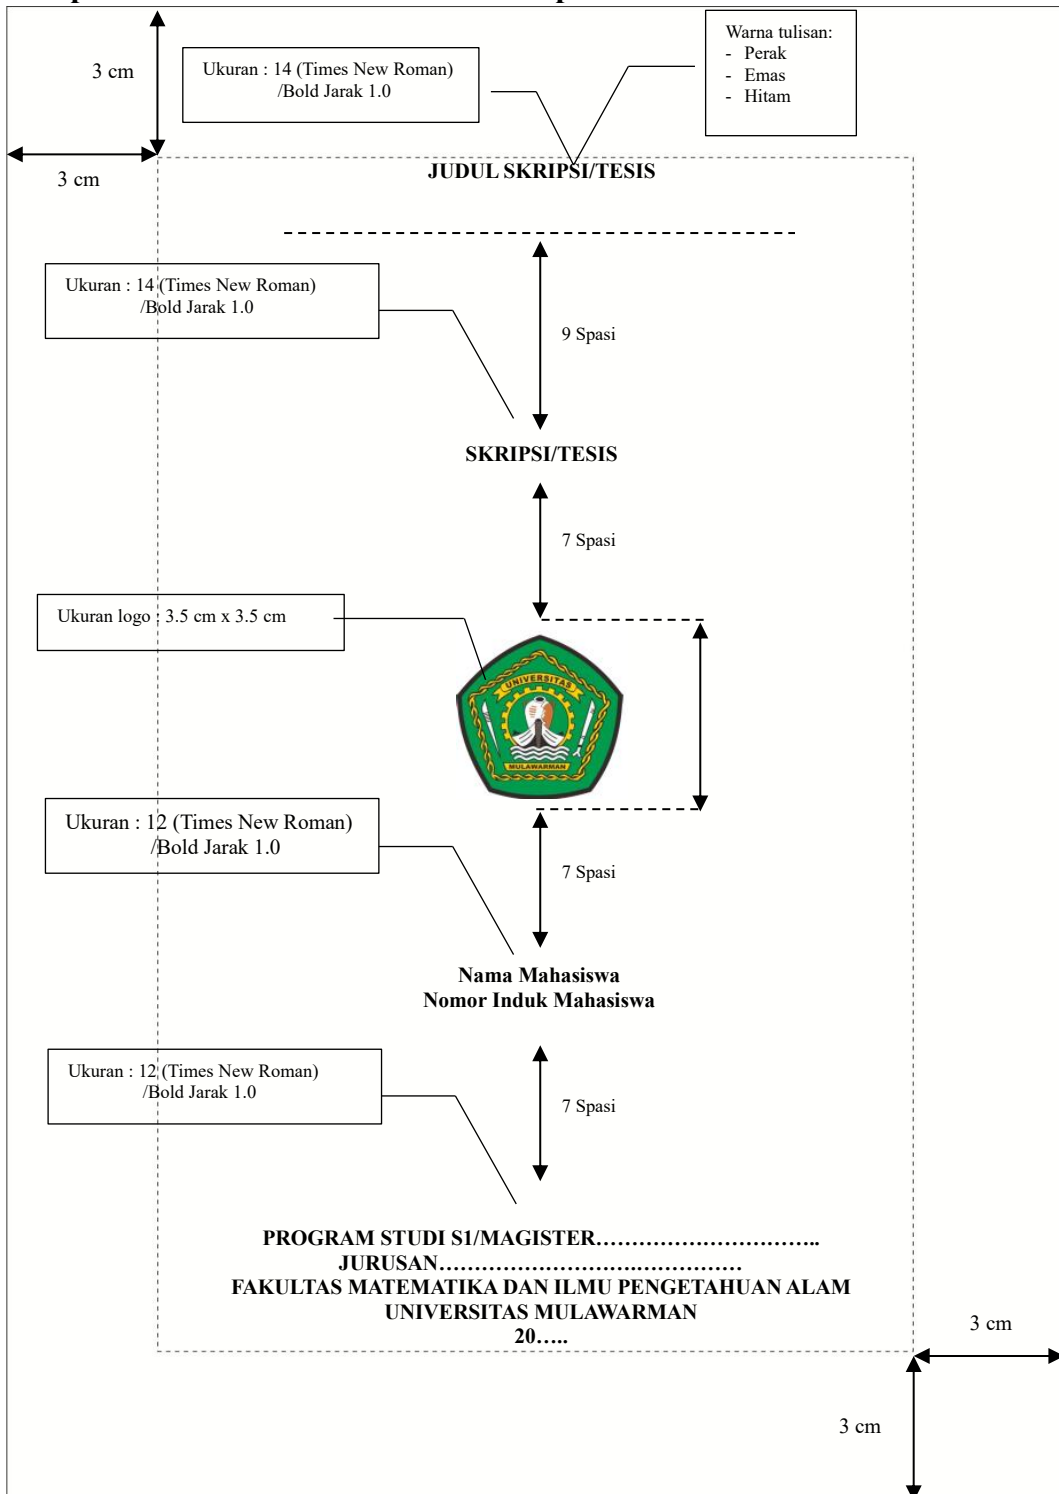 Warna tulisan:
- Perak
- Emas
- Hitam
Ukuran : 14 (Times New Roman)
/Bold Jarak 1.0
3 cm
3 cm
JUDUL SKRIPSI/TESIS
Ukuran : 14 (Times New Roman)
/Bold Jarak 1.0
9 Spasi
SKRIPSI/TESIS
7 Spasi
Ukuran logo : 3.5 cm x 3.5 cm
UNIVERSITAS
MULAWARMAN
Ukuran : 12 (Times New Roman)
/Bold Jarak 1.0
7 Spasi
Nama Mahasiswa
Nomor Induk Mahasiswa
Ukuran : 12 (Times New Roman)
/Bold Jarak 1.0
7 Spasi
PROGRAM STUDI S1/MAGISTER…………………………..
JURUSAN……………………….……………
FAKULTAS MATEMATIKA DAN ILMU PENGETAHUAN ALAM
UNIVERSITAS MULAWARMAN
20…..
3 cm
3 cm